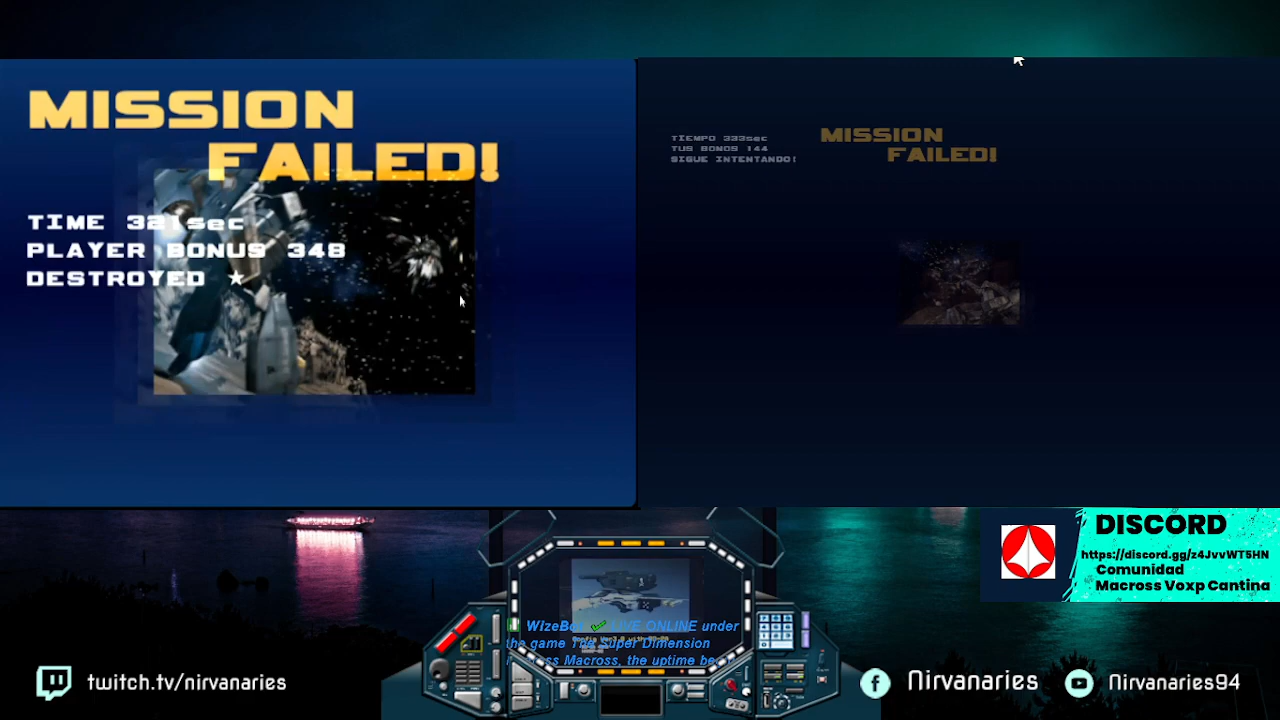 MISSION
FAILED!
TIME 321sec
PLAYER BONUS 348
DESTROYED ★
TIEMPO 333sec
TUS BONUS 144
SIGUE INTENTANDO!
MISSION
FAILED!
DISCORD
https://discord.gg/z4JvvWT5HN
Comunidad
Macross Voxp Cantina
WizeBot ✔ LIVE ONLINE under
the game The Super Dimension
Macross, the uptime
twitch.tv/nirvanaries
Nirvanaries
Nirvanaries94